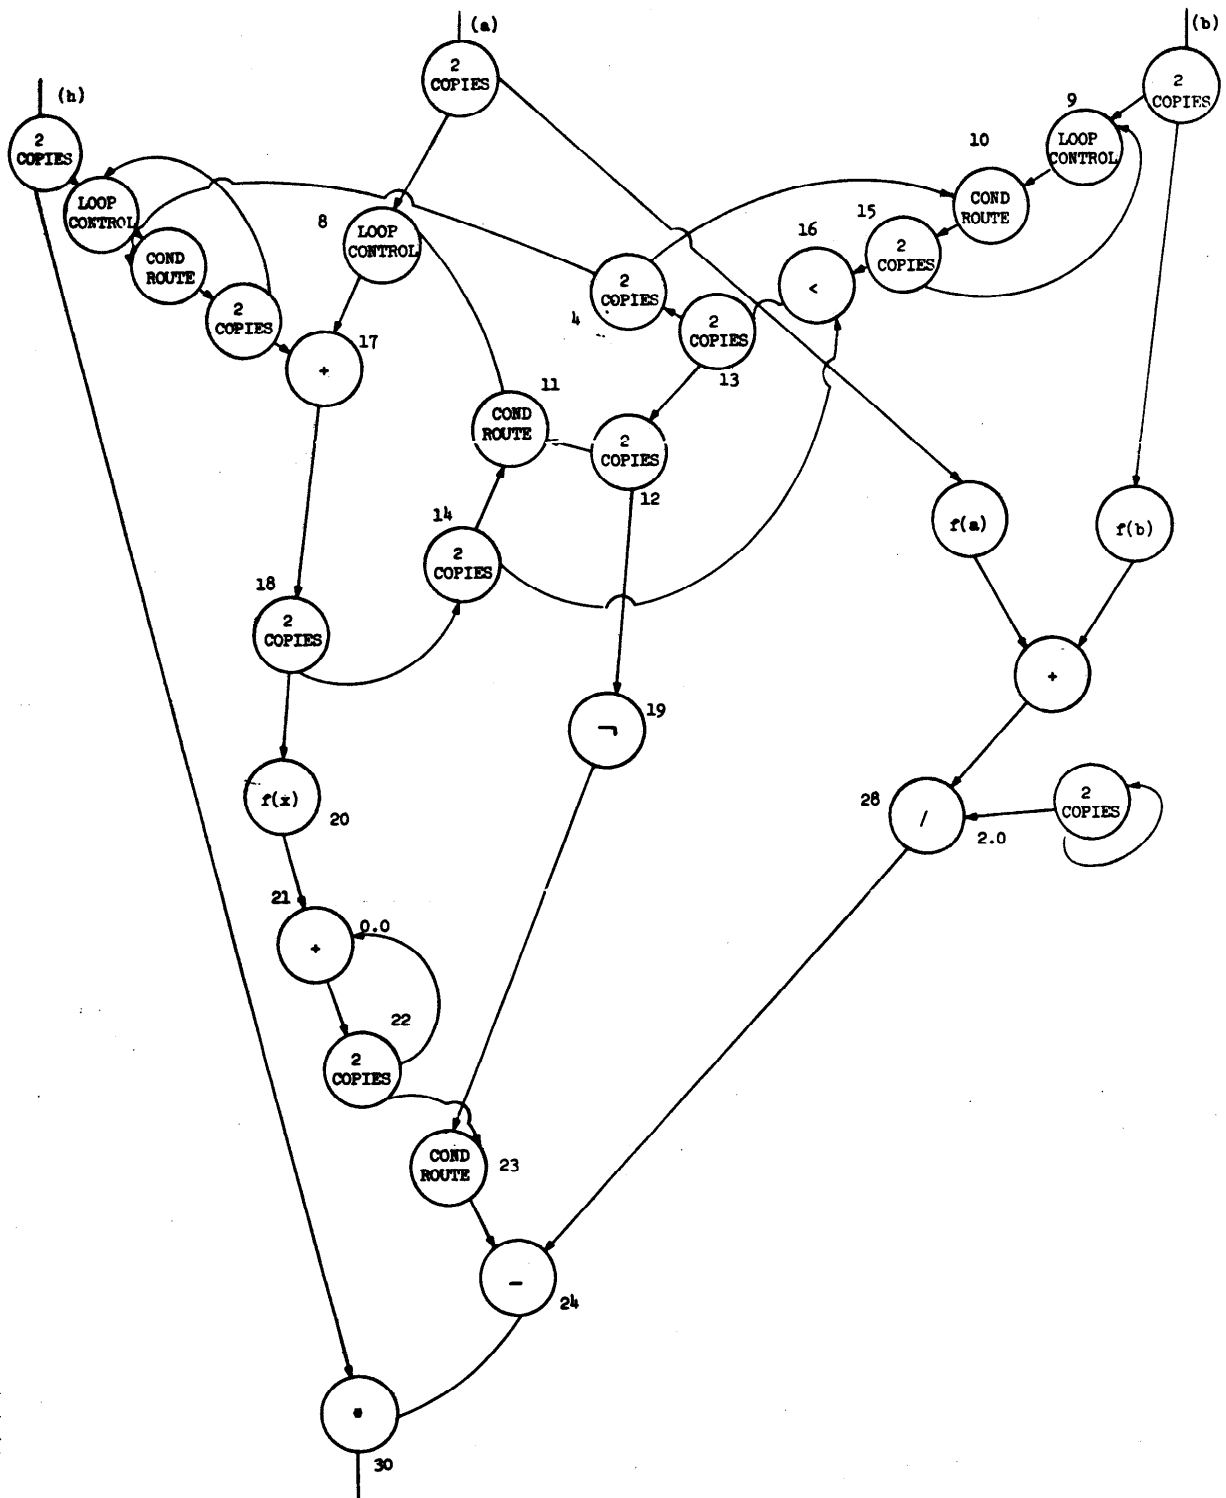 (a)
(b)
(h)
2
COPIES
2
COPIES
9
2
COPIES
LOOP
CONTROL
10
LOOP
CONTROL
8
LOOP
CONTROL
COND
ROUTE
15
16
2
COPIES
<
COND
ROUTE
2
COPIES
4
2
COPIES
13
2
COPIES
17
+
11
COND
ROUTE
2
COPIES
12
14
2
COPIES
f(a)
f(b)
18
2
COPIES
+
19
¬
f(x)
20
28
/
2
COPIES
2.0
21
+
0.0
22
2
COPIES
COND
ROUTE
23
-
24
*
30